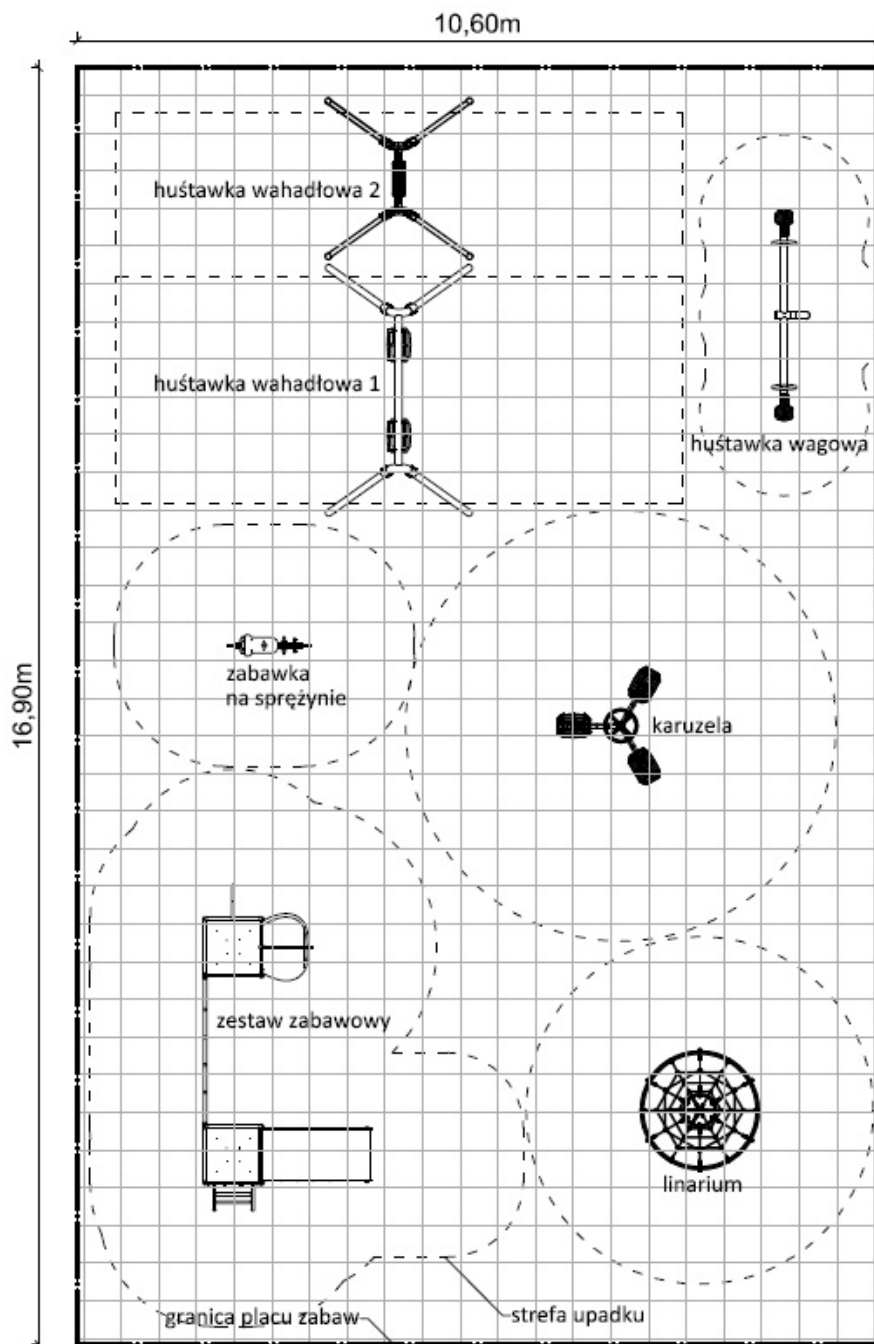 10,60m
huśtawka wahadłowa 2
huśtawka wahadłowa 1
huśtawka wagowa
16,90m
zabawka
na sprężynie
karuzela
zestaw zabawowy
linarium
granica placu zabaw
strefa upadku